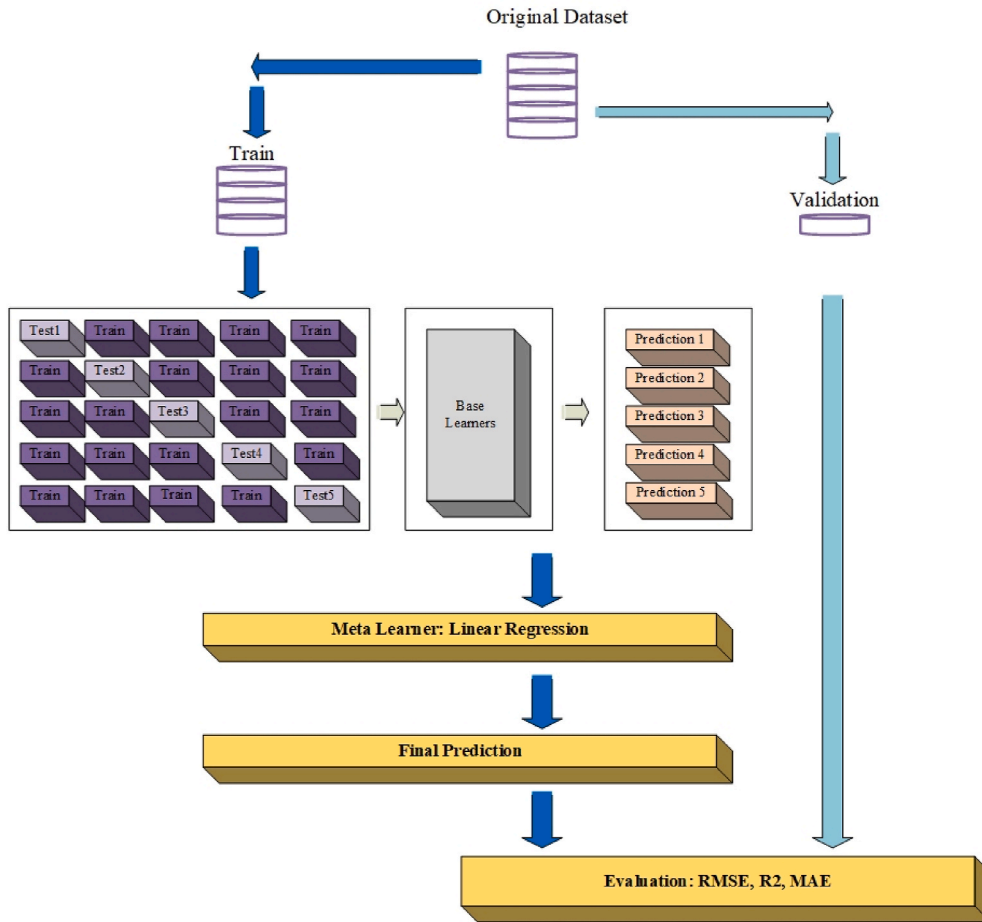 Original Dataset
Train
Validation
Test1 Train Train Train Train
Train Test2 Train Train Train
Train Train Test3 Train Train
Train Train Train Test4 Train
Train Train Train Train Test5
Base
Learners
Prediction 1
Prediction 2
Prediction 3
Prediction 4
Prediction 5
Meta Learner: Linear Regression
Final Prediction
Evaluation: RMSE, R2, MAE